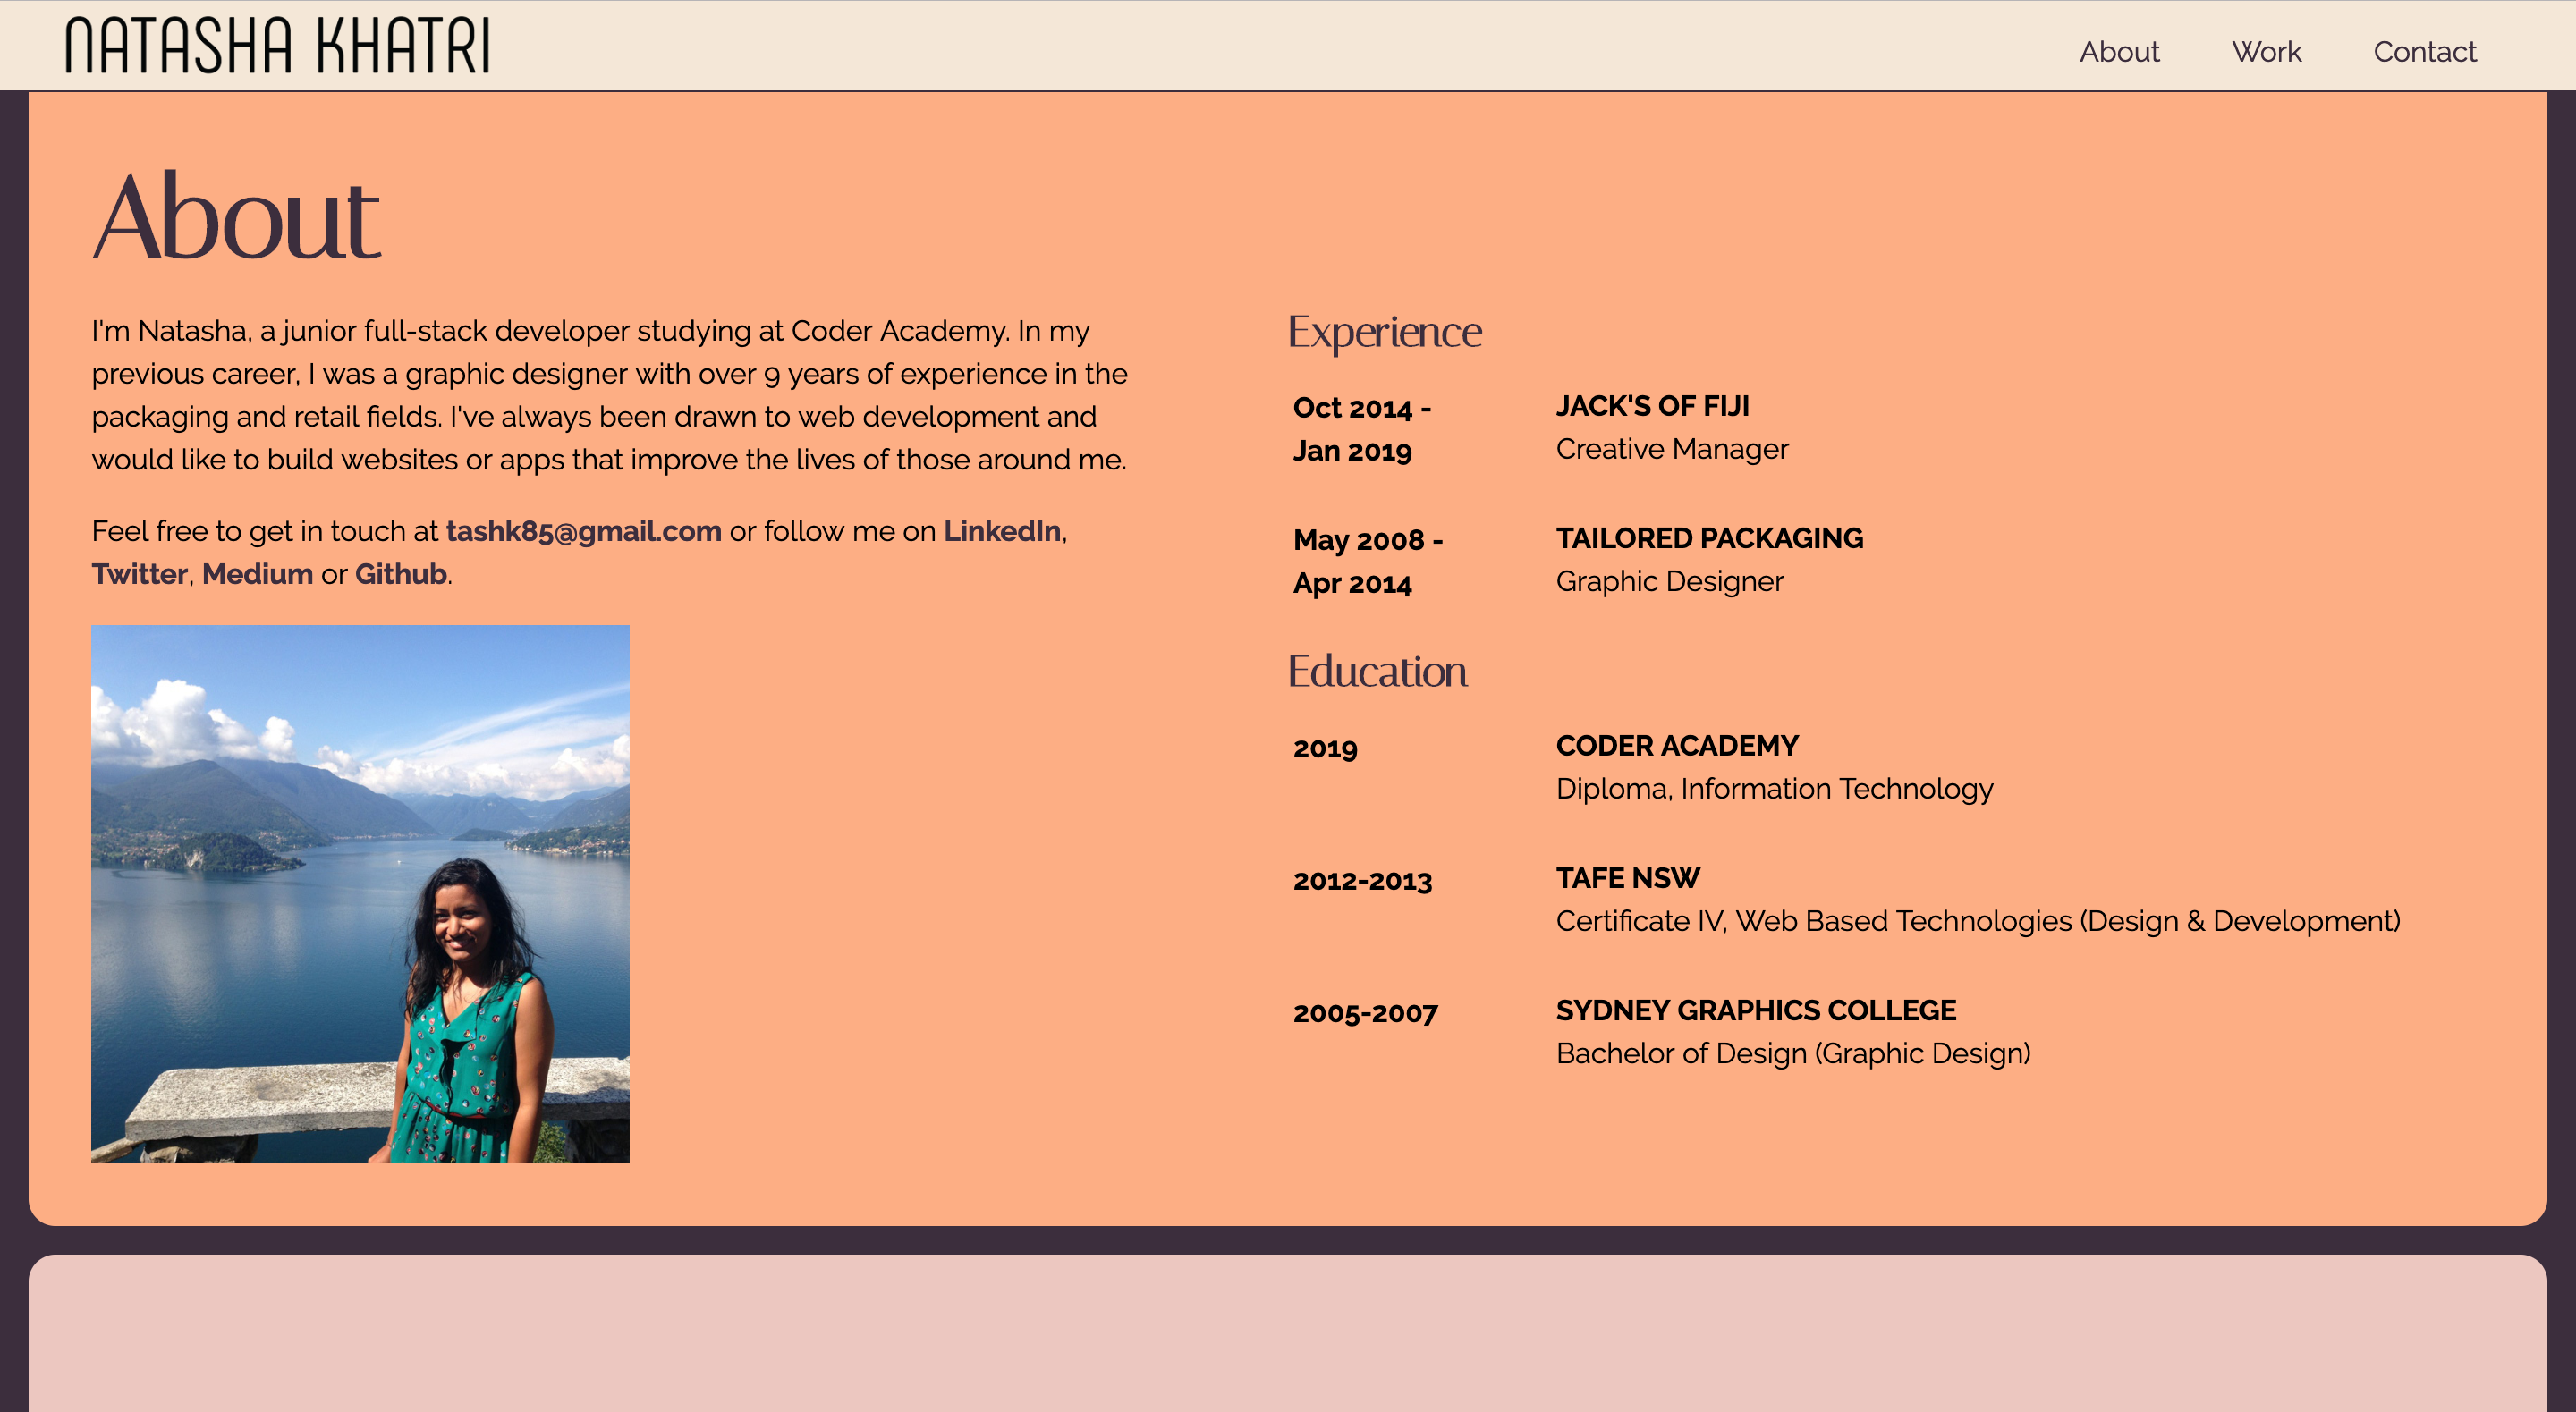 NATASHA KHATRI
About
Work
Contact
About
I'm Natasha, a junior full-stack developer studying at Coder Academy. In my
previous career, I was a graphic designer with over 9 years of experience in the
packaging and retail fields. I've always been drawn to web development and
would like to build websites or apps that improve the lives of those around me.
Feel free to get in touch at tashk85@gmail.com or follow me on LinkedIn,
Twitter, Medium or Github.
Experience
Oct 2014 -
Jan 2019
JACK'S OF FIJI
Creative Manager
May 2008 -
Apr 2014
TAILORED PACKAGING
Graphic Designer
Education
2019
CODER ACADEMY
Diploma, Information Technology
2012-2013
TAFE NSW
Certificate IV, Web Based Technologies (Design & Development)
2005-2007
SYDNEY GRAPHICS COLLEGE
Bachelor of Design (Graphic Design)